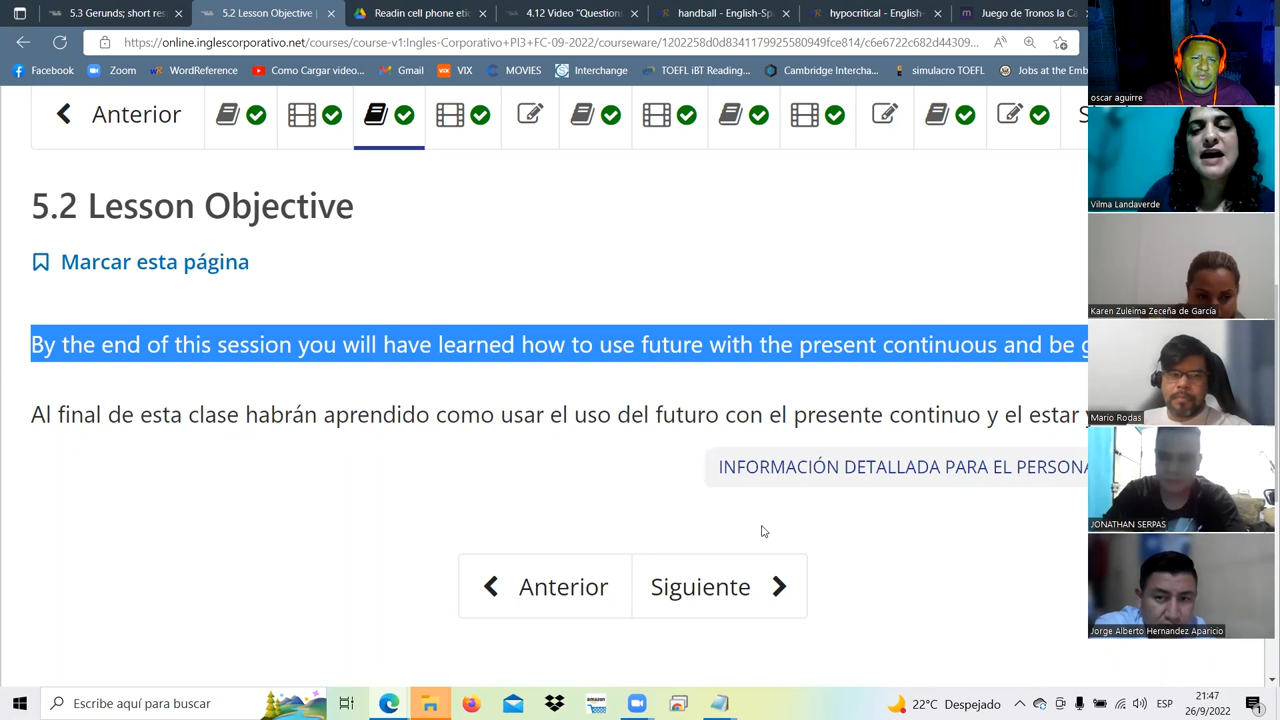 5.3 Gerunds; short res
5.2 Lesson Objective
Readin cell phone eti
4.12 Video "Questions
handball - English-Sp
hypocritical - English-
Juego de Tronos la Ca
https://online.inglescorporativo.net/courses/course-v1:Ingles-Corporativo+PI3+FC-09-2022/courseware/1202258d0d8341179925580949fce814/c6e6722c682d44309...
Facebook
Zoom
WordReference
Como Cargar video...
Gmail
VIX
MOVIES
Interchange
TOEFL iBT Reading...
Cambridge Intercha...
simulacro TOEFL
Jobs at the Emb
Anterior
S
5.2 Lesson Objective
Marcar esta página
By the end of this session you will have learned how to use future with the present continuous and be g
Al final de esta clase habrán aprendido como usar el uso del futuro con el presente continuo y el estar y
INFORMACIÓN DETALLADA PARA EL PERSONA
Anterior
Siguiente
oscar aguirre
Vilma Landaverde
Karen Zuleima Zeceña de García
Mario Rodas
JONATHAN SERPAS
Jorge Alberto Hernandez Aparicio
Escribe aquí para buscar
22°C Despejado
ESP
21:47
26/9/2022
1